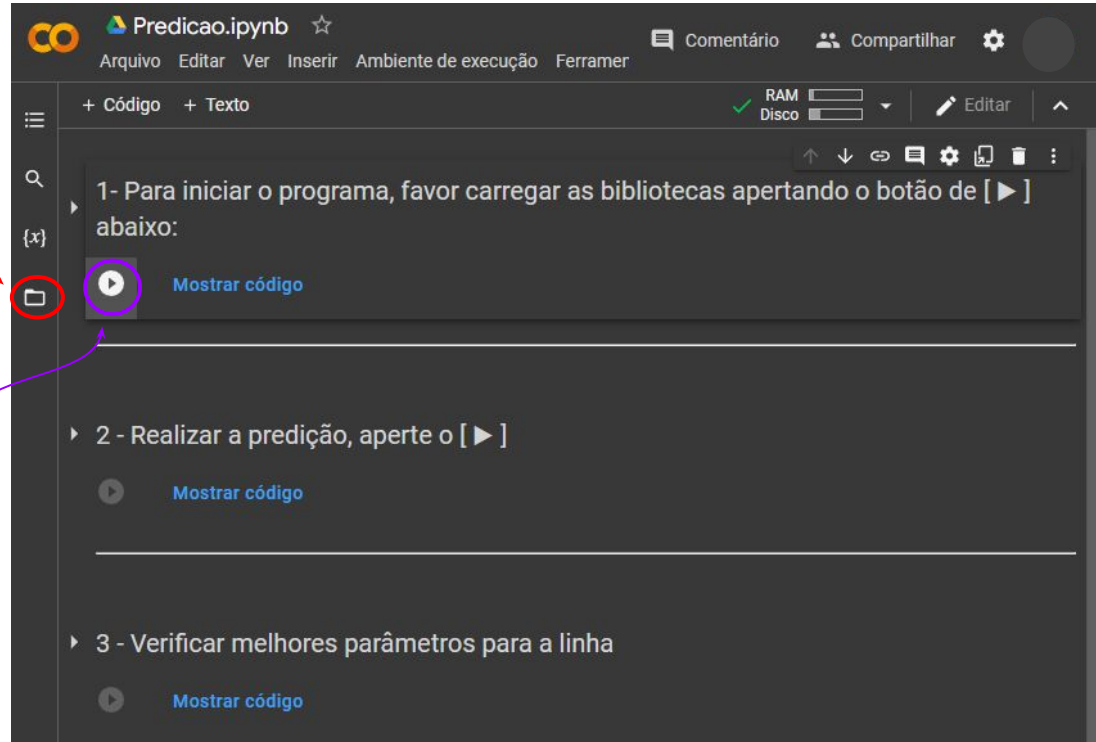 CO Predicao.ipynb
Arquivo Editar Ver Inserir Ambiente de execução Ferramer
Comentário Compartilhar
+ Código + Texto
RAM
Disco
Editar
{x}
1- Para iniciar o programa, favor carregar as bibliotecas apertando o botão de [ ▶ ]
abaixo:
Mostrar código
2 - Realizar a predição, aperte o [ ▶ ]
Mostrar código
3 - Verificar melhores parâmetros para a linha
Mostrar código